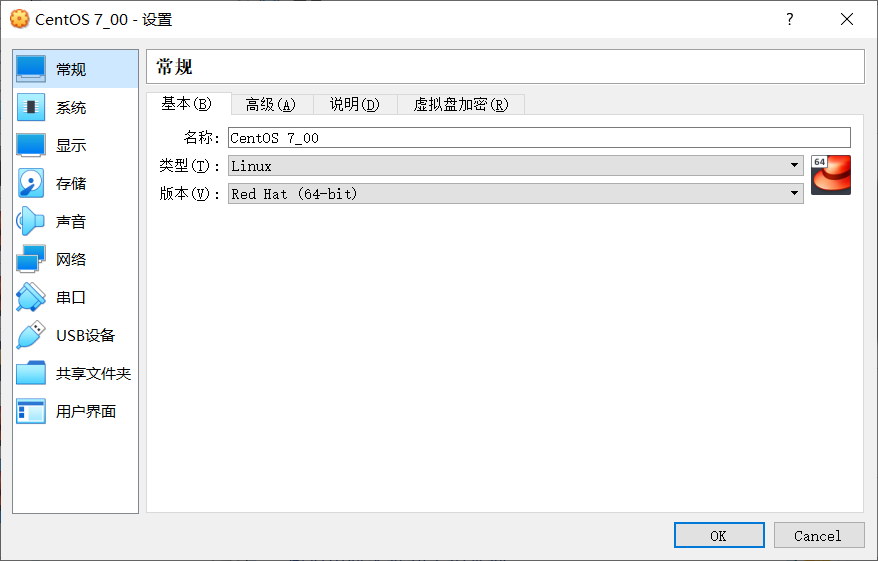 CentOS 7_00 - 设置
?
常规
系统
显示
存储
声音
网络
串口
USB设备
共享文件夹
用户界面
常规
基本(B) 高级(A) 说明(D) 虚拟盘加密(R)
名称: CentOS 7_00
类型(T): Linux
64
版本(V): Red Hat (64-bit)
OK Cancel